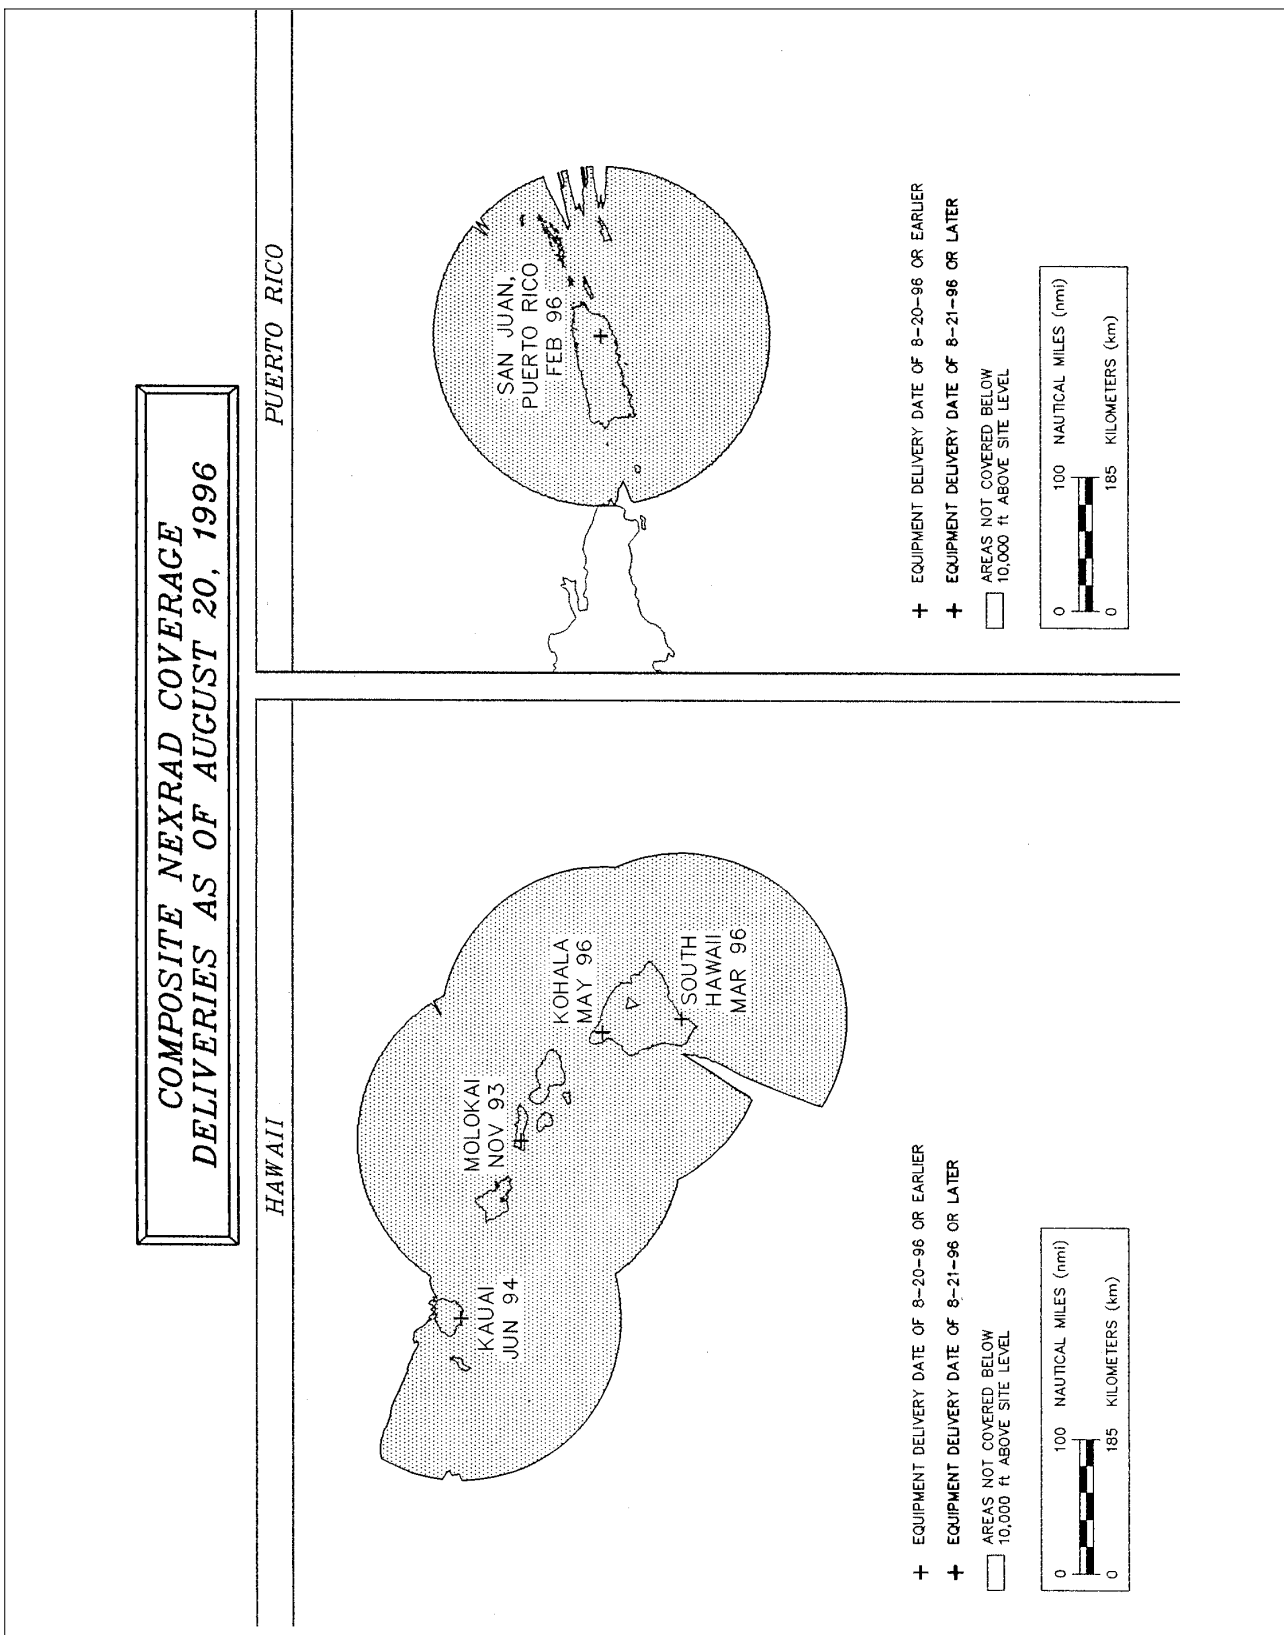 COMPOSITE NEXRAD COVERAGE
DELIVERIES AS OF AUGUST 20, 1996
HAWAII
KAUAI
JUN 94
MOLOKAI
NOV 93
KOHALA
MAY 96
SOUTH
HAWAII
MAR 96
+ EQUIPMENT DELIVERY DATE OF 8-20-96 OR EARLIER
+ EQUIPMENT DELIVERY DATE OF 8-21-96 OR LATER
AREAS NOT COVERED BELOW
10,000 ft ABOVE SITE LEVEL
0 100 NAUTICAL MILES (nmi)
0 185 KILOMETERS (km)
PUERTO RICO
SAN JUAN,
PUERTO RICO
FEB 96
+ EQUIPMENT DELIVERY DATE OF 8-20-96 OR EARLIER
+ EQUIPMENT DELIVERY DATE OF 8-21-96 OR LATER
AREAS NOT COVERED BELOW
10,000 ft ABOVE SITE LEVEL
0 100 NAUTICAL MILES (nmi)
0 185 KILOMETERS (km)